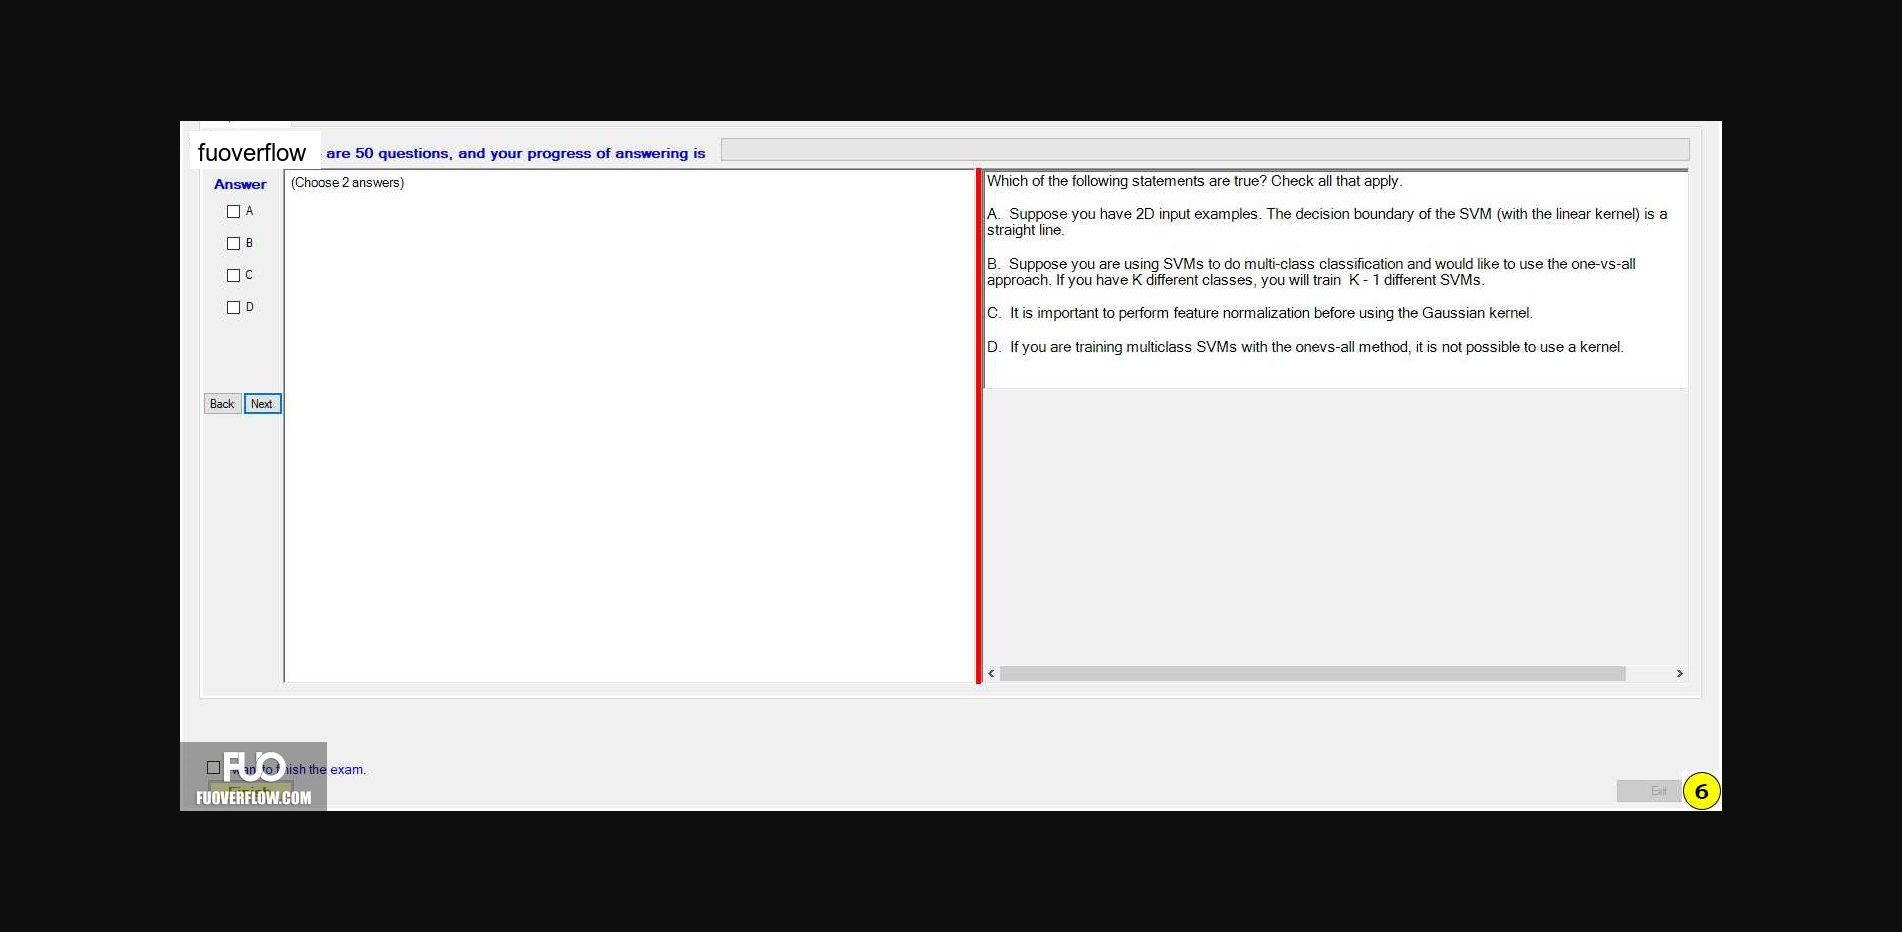 fuoverflow are 50 questions, and your progress of answering is
Answer
A
B
C
D
Back Next
(Choose 2 answers)
Which of the following statements are true? Check all that apply.
A. Suppose you have 2D input examples. The decision boundary of the SVM (with the linear kernel) is a
straight line.
B. Suppose you are using SVMs to do multi-class classification and would like to use the one-vs-all
approach. If you have K different classes, you will train K - 1 different SVMs.
C. It is important to perform feature normalization before using the Gaussian kernel.
D. If you are training multiclass SVMs with the onevs-all method, it is not possible to use a kernel.
FUO
want to finish the exam.
Finish
FUOVERFLOW.COM
Exit
6